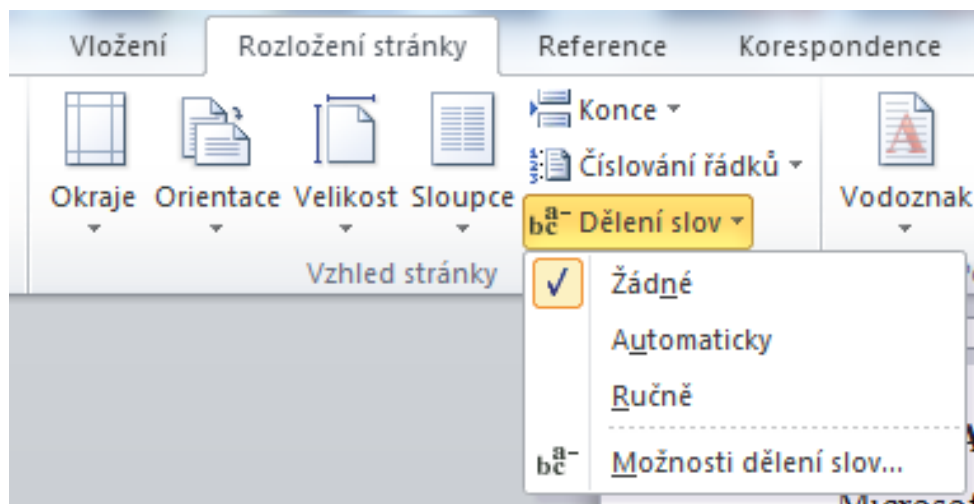 Vložení Rozložení stránky Reference Korespondence
Okraje Orientace Velikost Sloupce
Konce
Číslování řádků
Dělení slov
Vodoznak
Vzhled stránky
Žádné
Automaticky
Ručně
Možnosti dělení slov...